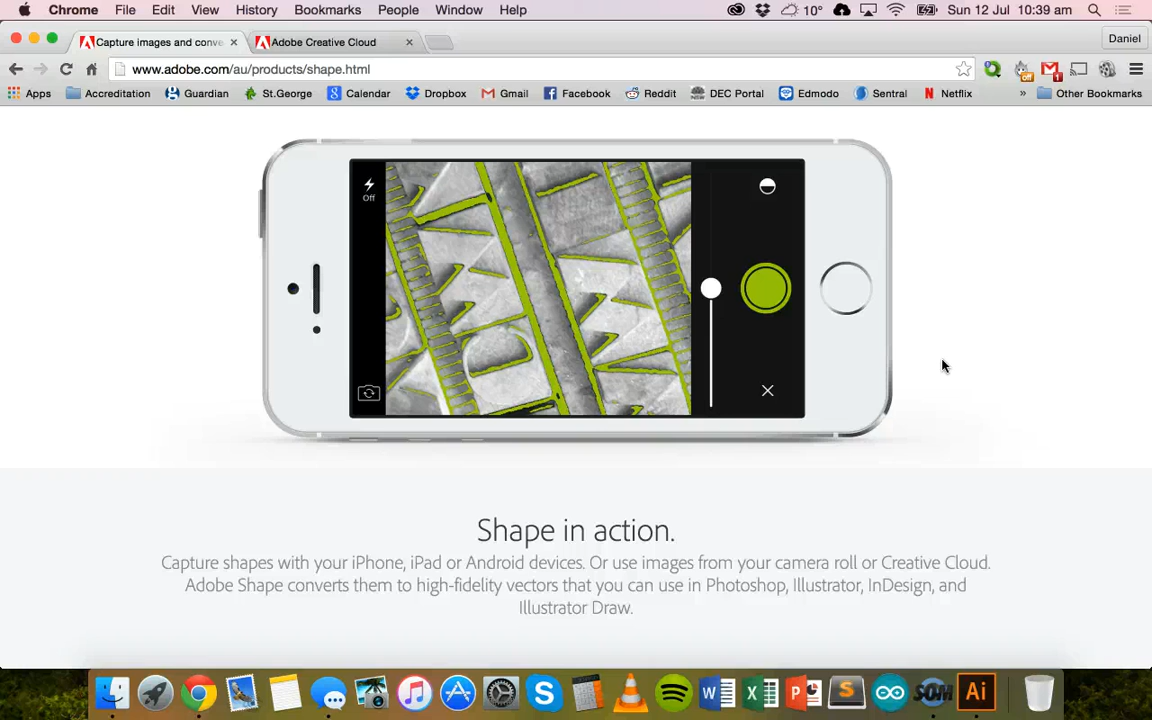 Chrome File Edit View History Bookmarks People Window Help 10° Sun 12 Jul 10:39 am
Capture images and conve Adobe Creative Cloud Daniel
www.adobe.com/au/products/shape.html
Apps Accreditation Guardian St.George Calendar Dropbox Gmail Facebook Reddit DEC Portal Edmodo Sentral Netflix » Other Bookmarks
off 1
Off
Shape in action.
Capture shapes with your iPhone, iPad or Android devices. Or use images from your camera roll or Creative Cloud.
Adobe Shape converts them to high-fidelity vectors that you can use in Photoshop, Illustrator, InDesign, and
Illustrator Draw.
S W X P S SOM Ai